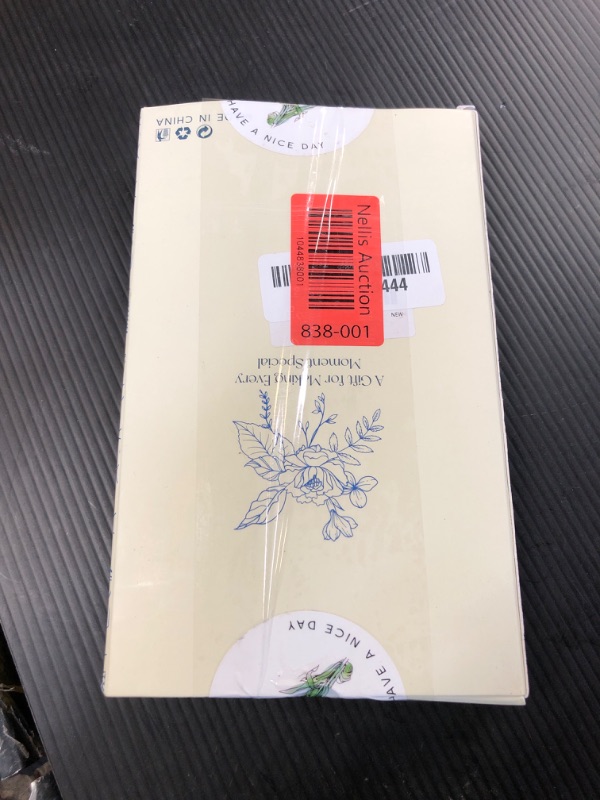 HAVE A NICE DAY
E IN CHINA
Nellis Auction
1044838001
838-001
444
NEW
A Gift for Making Every
Moment Special
HAVE A NICE DAY